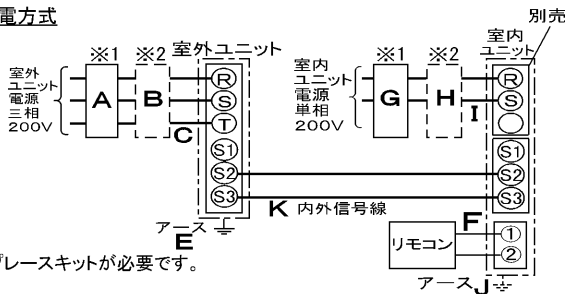 電方式
別売
※1
※2
室外ユニット
※1
※2
室内
ユニット
室外
ユニット
電源
三相
200V
A
B
C
R
S
T
S1
S2
S3
室内
ユニット
電源
単相
200V
G
H
I
R
S
S1
S2
S3
K 内外信号線
アース
E
リモコン
F
①
②
アース
J
プレースキットが必要です。